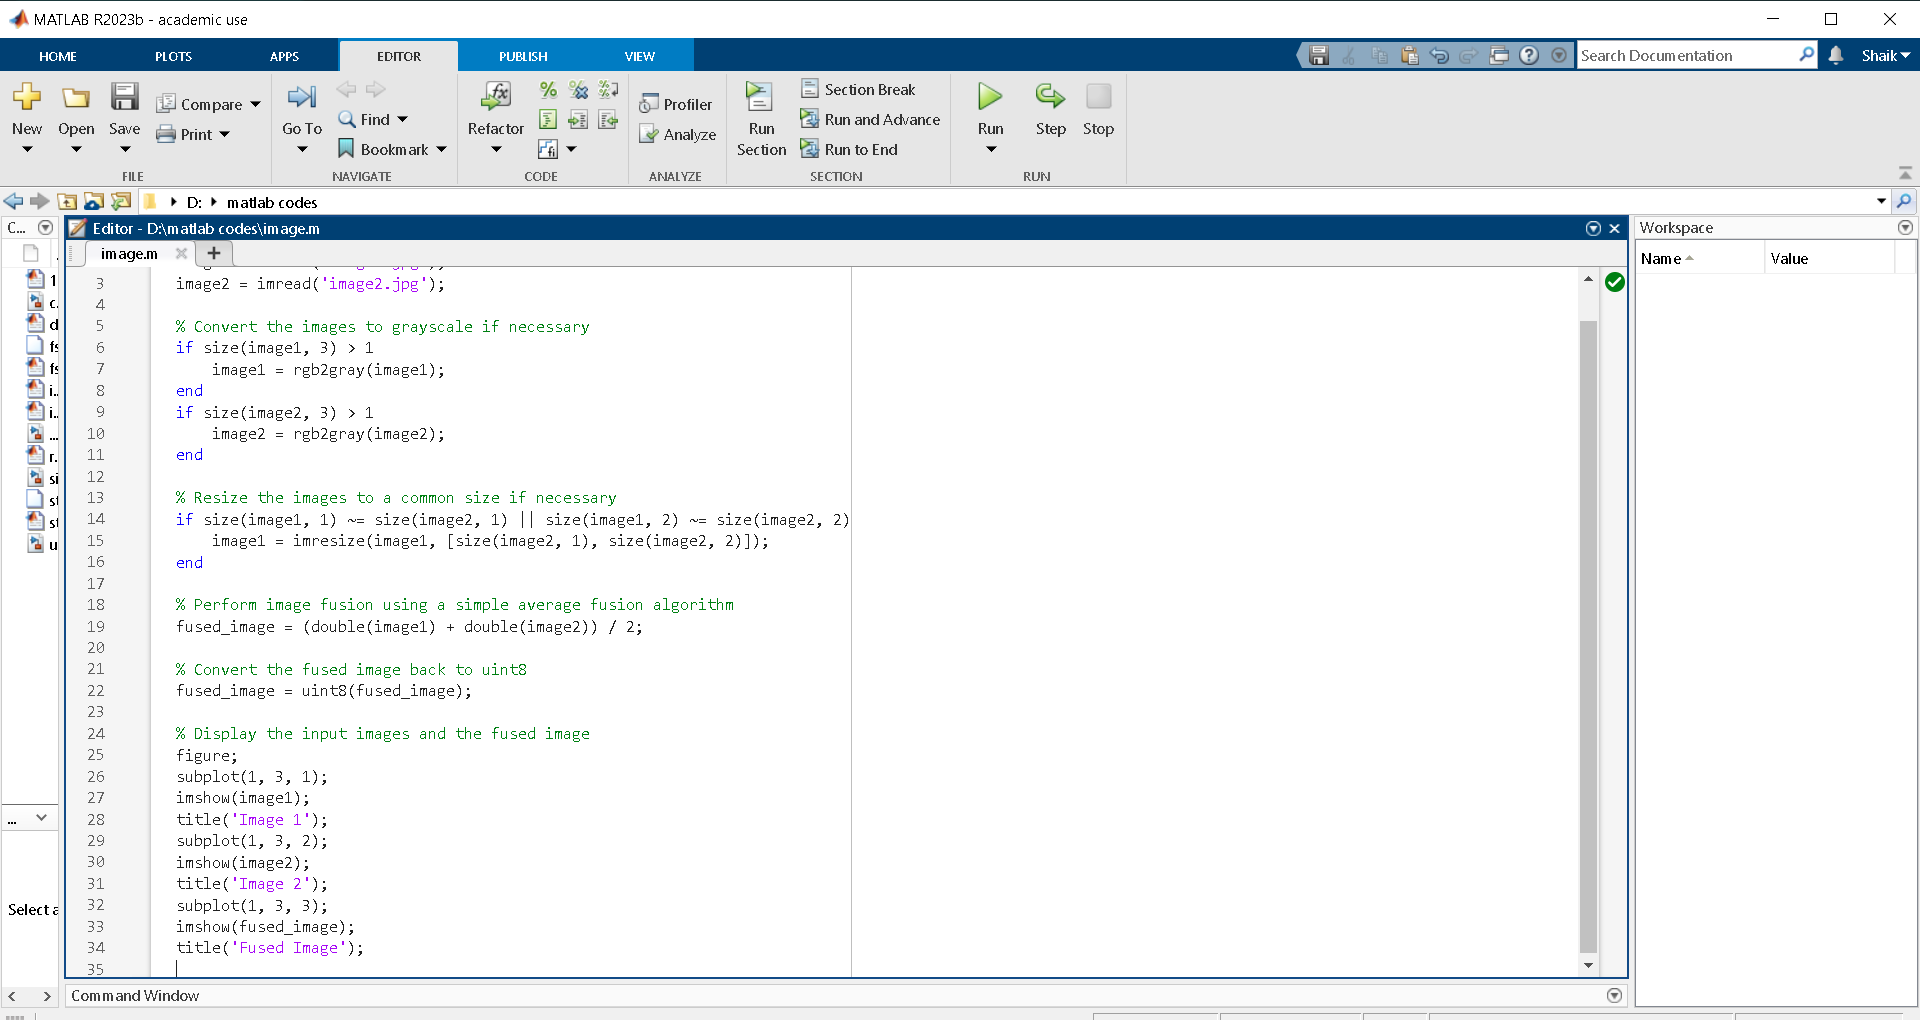 MATLAB R2023b - academic use
HOME PLOTS APPS EDITOR PUBLISH VIEW Search Documentation Shaik
New Open Save Compare Print
FILE
Go To Find Bookmark
NAVIGATE
Refactor
CODE
Profiler Analyze
ANALYZE
Run Section Section Break Run and Advance Run to End
SECTION
Run Step Stop
RUN
D: matlab codes
C...
Editor - D:\matlab codes\image.m
Workspace
image.m
Name Value
3 image2 = imread('image2.jpg');
4
5 % Convert the images to grayscale if necessary
6 if size(image1, 3) > 1
7 image1 = rgb2gray(image1);
8 end
9 if size(image2, 3) > 1
10 image2 = rgb2gray(image2);
11 end
12
13 % Resize the images to a common size if necessary
14 if size(image1, 1) ~= size(image2, 1) || size(image1, 2) ~= size(image2, 2)
15 image1 = imresize(image1, [size(image2, 1), size(image2, 2)]);
16 end
17
18 % Perform image fusion using a simple average fusion algorithm
19 fused_image = (double(image1) + double(image2)) / 2;
20
21 % Convert the fused image back to uint8
22 fused_image = uint8(fused_image);
23
24 % Display the input images and the fused image
25 figure;
26 subplot(1, 3, 1);
27 imshow(image1);
28 title('Image 1');
29 subplot(1, 3, 2);
30 imshow(image2);
31 title('Image 2');
32 subplot(1, 3, 3);
33 imshow(fused_image);
34 title('Fused Image');
35
Select
Command Window